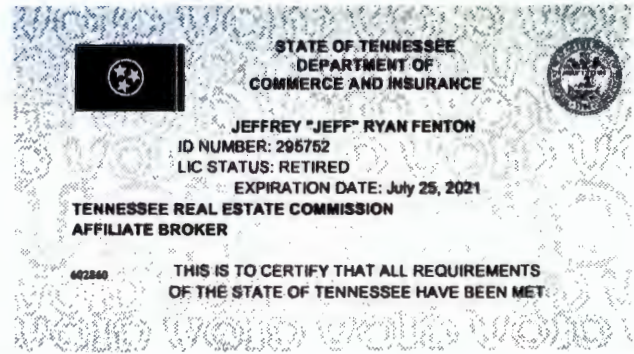 STATE OF TENNESSEE
DEPARTMENT OF
COMMERCE AND INSURANCE
JEFFREY "JEFF" RYAN FENTON
ID NUMBER: 295752
LIC STATUS: RETIRED
EXPIRATION DATE: July 25, 2021
TENNESSEE REAL ESTATE COMMISSION
AFFILIATE BROKER
602860
THIS IS TO CERTIFY THAT ALL REQUIREMENTS
OF THE STATE OF TENNESSEE HAVE BEEN MET